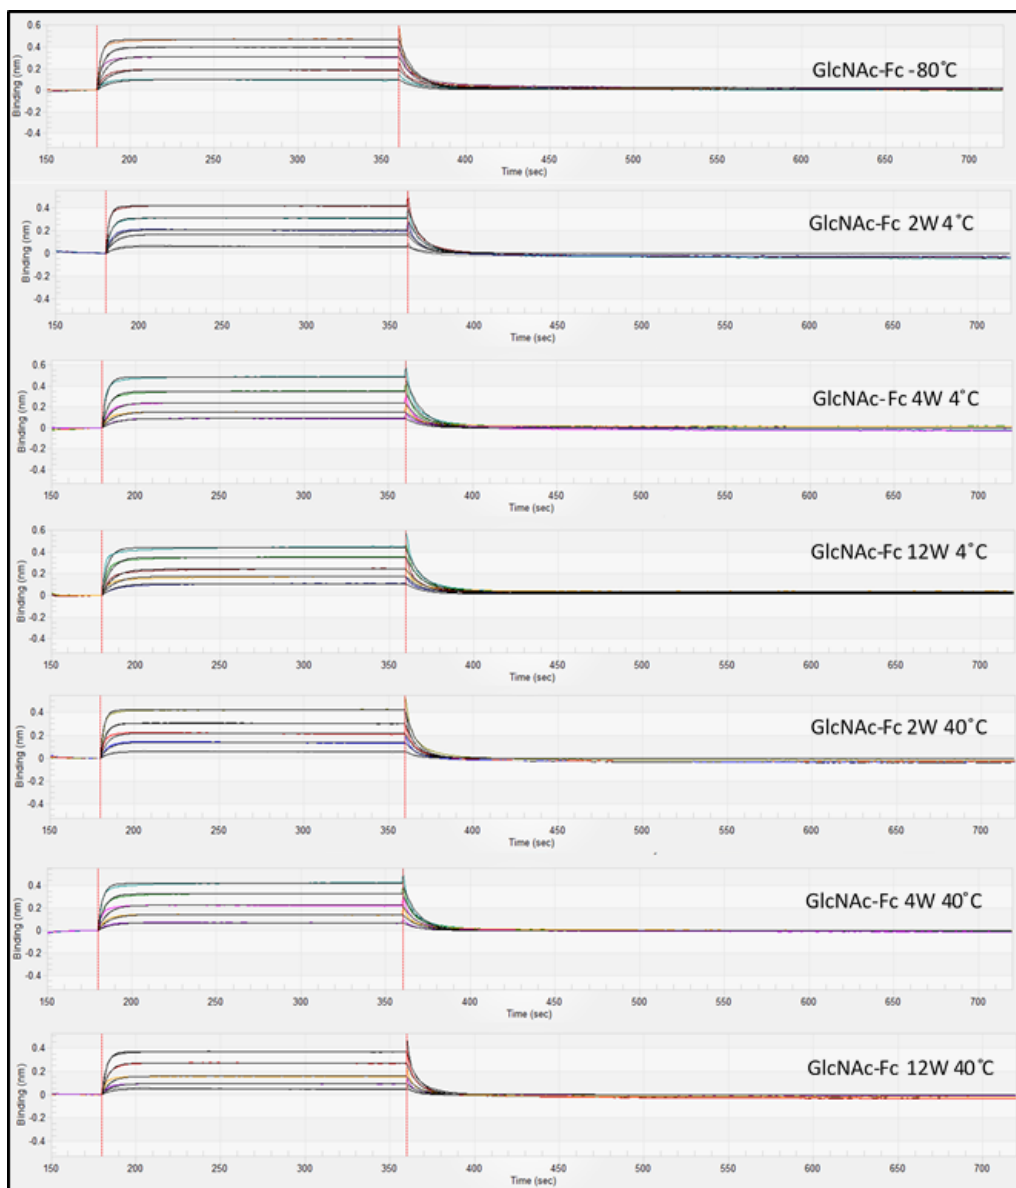 0.6
0.4
0.2
0
-0.2
-0.4
Binding (nm)
GlcNAc-Fc -80˚C
150 200 250 300 350 400 450 500 550 600 650 700
Time (sec)
0.4
0.2
0
-0.2
-0.4
Binding (nm)
GlcNAc-Fc 2W 4˚C
150 200 250 300 350 400 450 500 550 600 650 700
Time (sec)
0.6
0.4
0.2
0
-0.2
-0.4
Binding (nm)
GlcNAc-Fc 4W 4˚C
150 200 250 300 350 400 450 500 550 600 650 700
Time (sec)
0.6
0.4
0.2
0
-0.2
-0.4
Binding (nm)
GlcNAc-Fc 12W 4˚C
150 200 250 300 350 400 450 500 550 600 650 700
Time (sec)
0.4
0.2
0
-0.2
-0.4
Binding (nm)
GlcNAc-Fc 2W 40˚C
150 200 250 300 350 400 450 500 550 600 650 700
Time (sec)
0.4
0.2
0
-0.2
-0.4
Binding (nm)
GlcNAc-Fc 4W 40˚C
150 200 250 300 350 400 450 500 550 600 650 700
Time (sec)
0.4
0.2
0
-0.2
-0.4
Binding (nm)
GlcNAc-Fc 12W 40˚C
150 200 250 300 350 400 450 500 550 600 650 700
Time (sec)